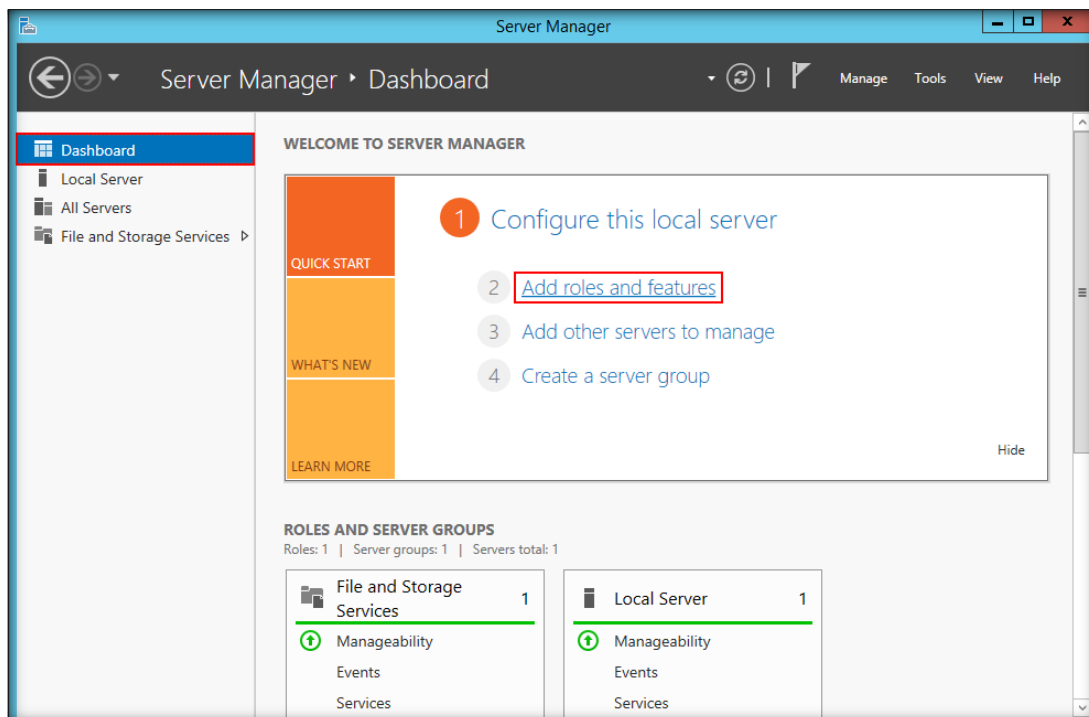 Server Manager
Server Manager ‣ Dashboard
Manage
Tools
View
Help
Dashboard
Local Server
All Servers
File and Storage Services
WELCOME TO SERVER MANAGER
QUICK START
WHAT'S NEW
LEARN MORE
1 Configure this local server
2 Add roles and features
3 Add other servers to manage
4 Create a server group
Hide
ROLES AND SERVER GROUPS
Roles: 1 | Server groups: 1 | Servers total: 1
File and Storage
Services
1
Manageability
Events
Services
Local Server 1
Manageability
Events
Services